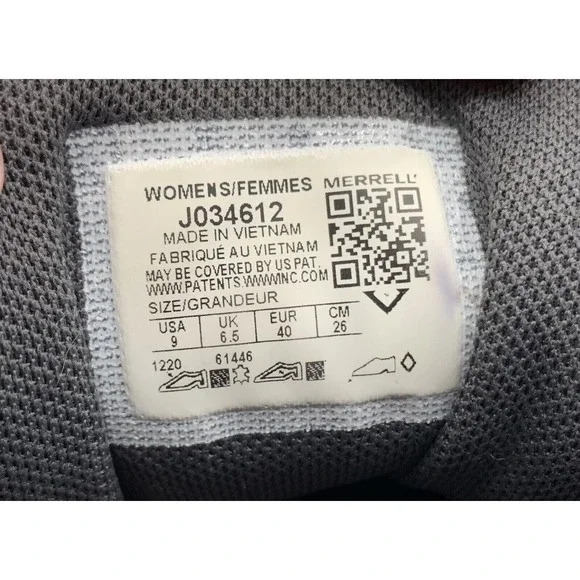 WOMENS/FEMMES MERRELL
J034612
MADE IN VIETNAM
FABRIQUÉ AU VIETNAM
MAY BE COVERED BY US PAT.
WWW.PATENTS.WWWINC.COM
SIZE/GRANDEUR
USA UK EUR CM
9 6.5 40 26
1220 61446